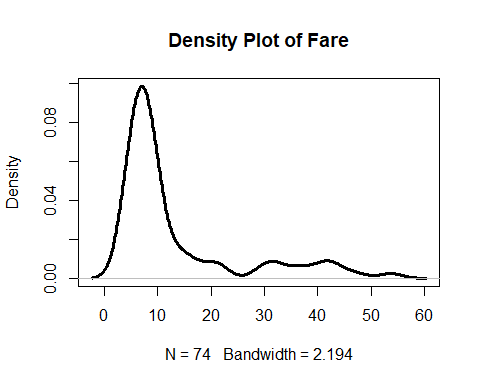 Density Plot of Fare
Density
0.08
0.04
0.00
0 10 20 30 40 50 60
N = 74 Bandwidth = 2.194